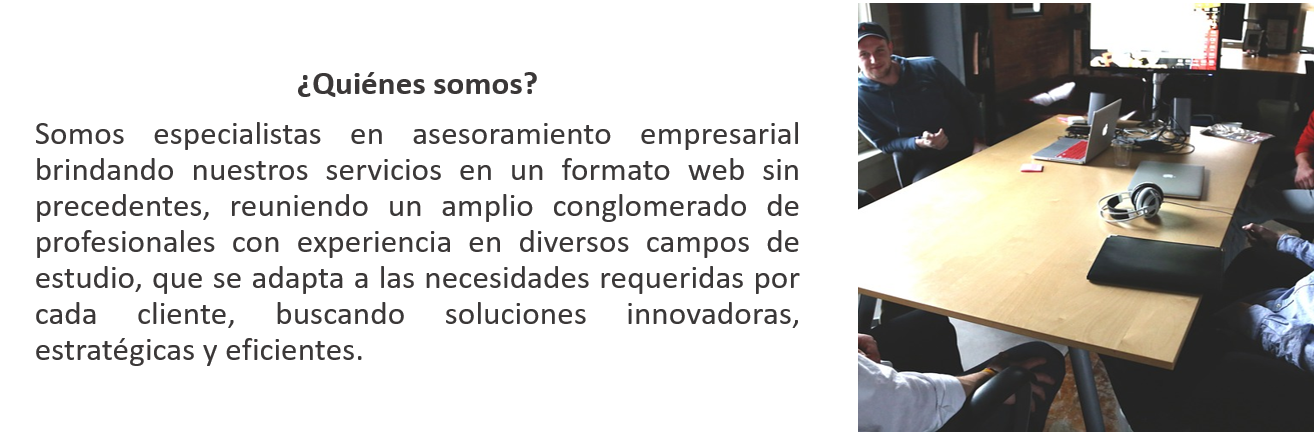 ¿Quiénes somos?
Somos especialistas en asesoramiento empresarial
brindando nuestros servicios en un formato web sin
precedentes, reuniendo un amplio conglomerado de
profesionales con experiencia en diversos campos de
estudio, que se adapta a las necesidades requeridas por
cada cliente, buscando soluciones innovadoras,
estratégicas y eficientes.